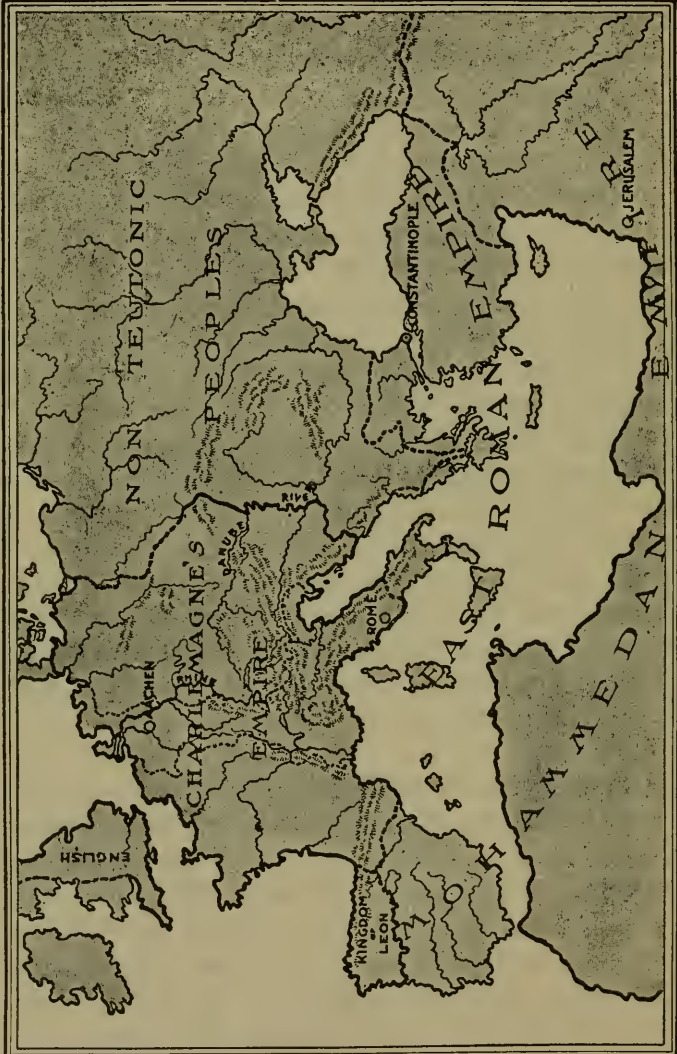 NON TEUTONIC
PEOPLES
ENGLISH
AACHEN
CHARLEMAGNE'S
EMPIRE
DANUBE
RIVER
KINGDOM
OF
LEON
ROME
CONSTANTINOPLE
EAST ROMAN EMPIRE
JERUSALEM
MOHAMMEDAN EMPIRE